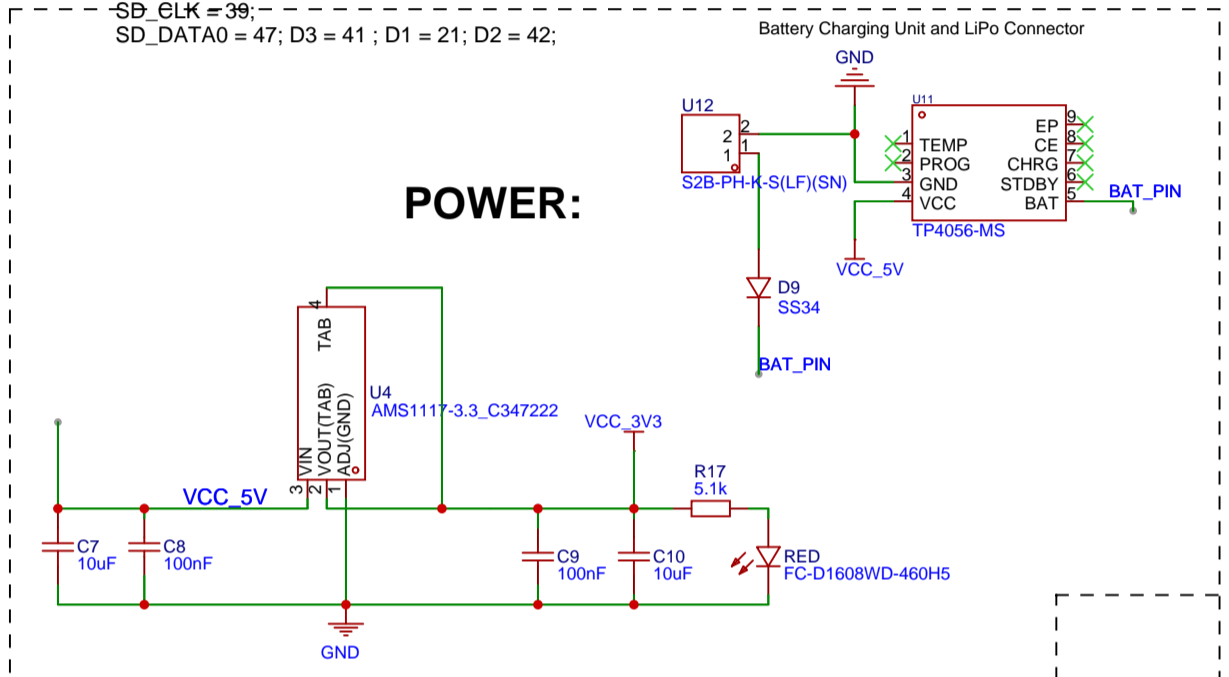 SD_CLK = 39;
SD_DATA0 = 47; D3 = 41 ; D1 = 21; D2 = 42;
Battery Charging Unit and LiPo Connector
GND
U12
2
2
1
1
S2B-PH-K-S(LF)(SN)
U11
1
TEMP
2
PROG
3
GND
4
VCC
EP
9
CE
8
CHRG
7
STDBY
6
BAT
5
TP4056-MS
BAT_PIN
VCC_5V
D9
SS34
BAT_PIN
POWER:
4
TAB
U4
AMS1117-3.3_C347222
VIN
VOUT(TAB)
ADJ(GND)
3
2
1
VCC_5V
VCC_3V3
R17
5.1k
C7
10uF
C8
100nF
C9
100nF
C10
10uF
RED
FC-D1608WD-460H5
GND